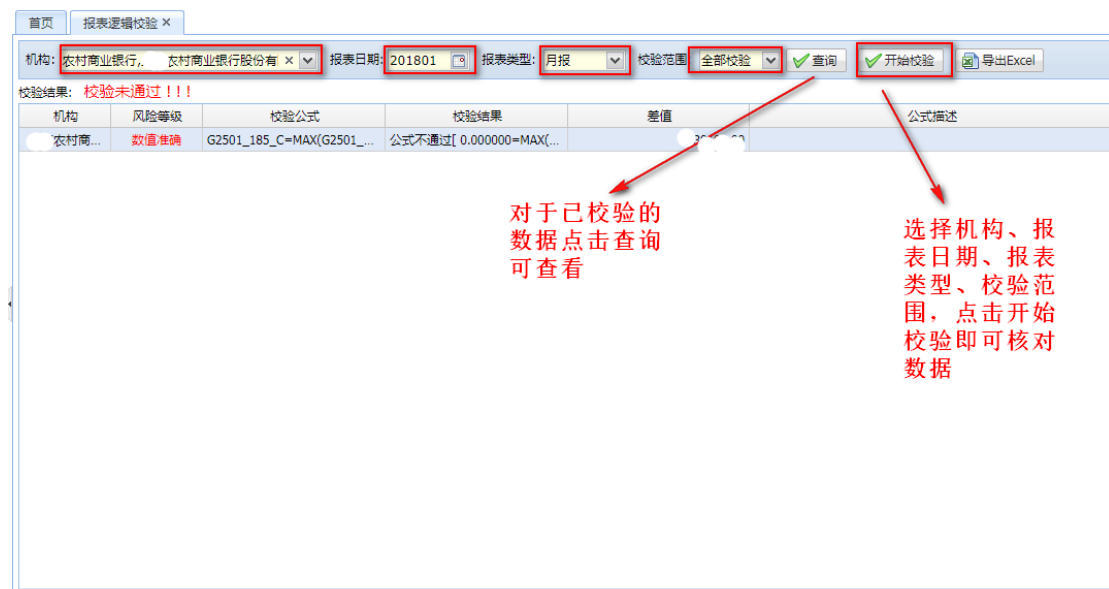 首页 报表逻辑校验 ×
机构: 农村商业银行, 农村商业银行股份有 × 报表日期: 201801 报表类型: 月报 校验范围 全部校验 查询 开始校验 导出Excel
校验结果: 校验未通过!!!
机构 风险等级 校验公式 校验结果 差值 公式描述
农村商... 数值准确 G2501_185_C=MAX(G2501_... 公式不通过[ 0.000000=MAX(...
对于已校验的
数据点击查询
可查看
选择机构、报
表日期、报表
类型、校验范
围，点击开始
校验即可核对
数据